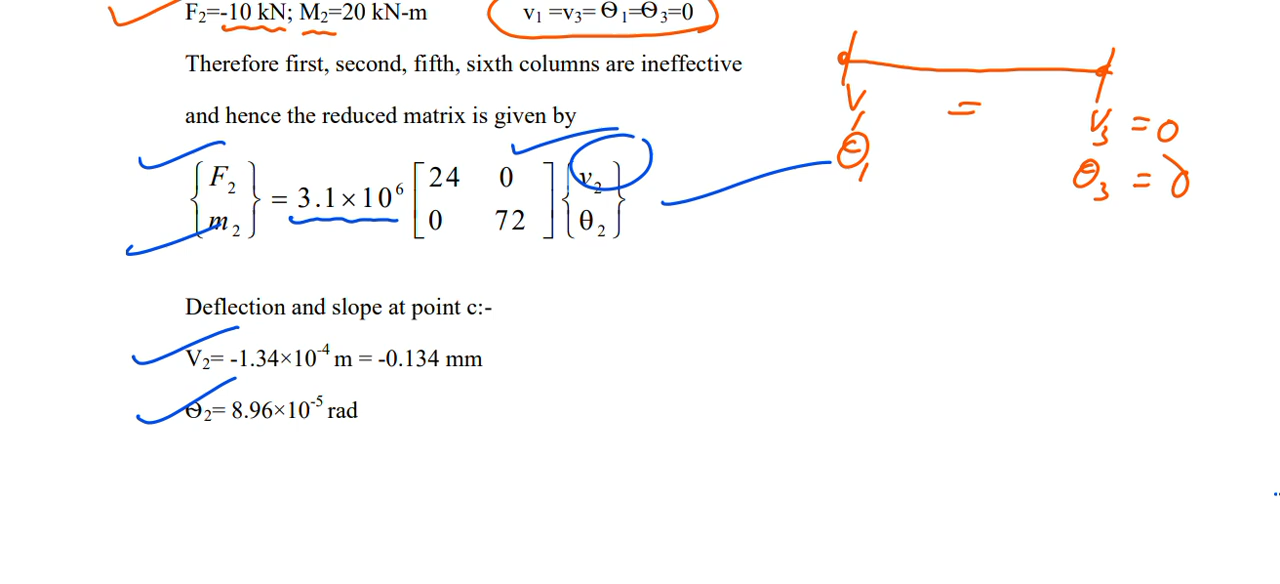 F₂=-10 kN; M₂=20 kN-m v₁ =v₃= Θ₁=Θ₃=0
Therefore first, second, fifth, sixth columns are ineffective
and hence the reduced matrix is given by
{F₂ m₂} = 3.1×10⁶ [24 0 0 72] {v₂ θ₂}
V₁
Θ₁
=
V₃ = 0
Θ₃ = 0
Deflection and slope at point c:-
V₂= -1.34×10⁻⁴ m = -0.134 mm
Θ₂= 8.96×10⁻⁵ rad